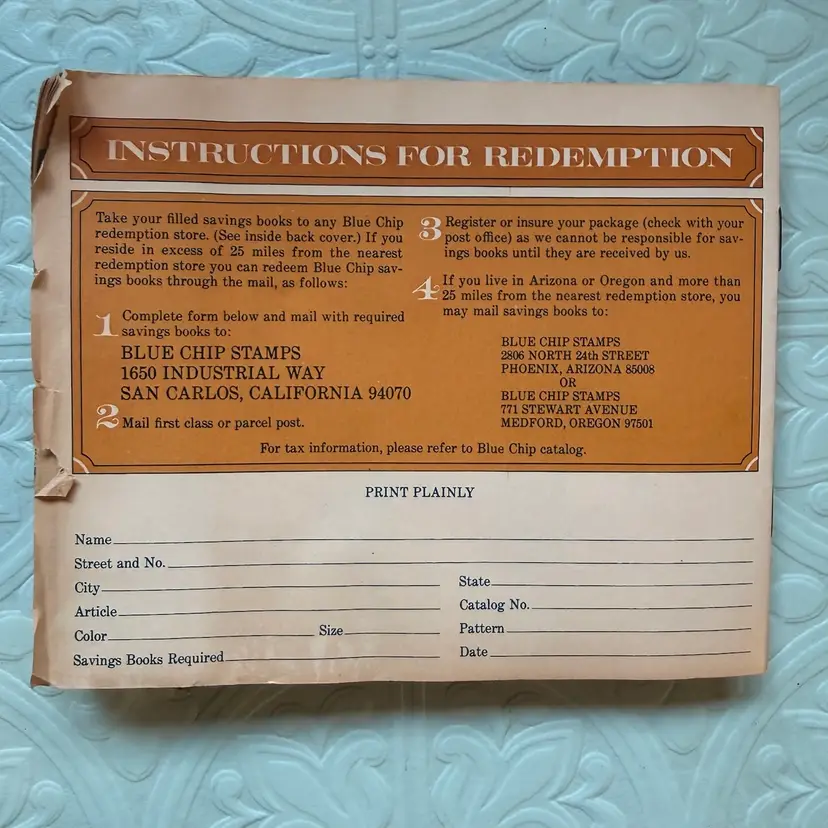 INSTRUCTIONS FOR REDEMPTION
Take your filled savings books to any Blue Chip
redemption store. (See inside back cover.) If you
reside in excess of 25 miles from the nearest
redemption store you can redeem Blue Chip sav-
ings books through the mail, as follows:
1 Complete form below and mail with required
savings books to:
BLUE CHIP STAMPS
1650 INDUSTRIAL WAY
SAN CARLOS, CALIFORNIA 94070
2 Mail first class or parcel post.
3 Register or insure your package (check with your
post office) as we cannot be responsible for sav-
ings books until they are received by us.
4 If you live in Arizona or Oregon and more than
25 miles from the nearest redemption store, you
may mail savings books to:
BLUE CHIP STAMPS
2806 NORTH 24th STREET
PHOENIX, ARIZONA 85008
OR
BLUE CHIP STAMPS
771 STEWART AVENUE
MEDFORD, OREGON 97501
For tax information, please refer to Blue Chip catalog.
PRINT PLAINLY
Name
Street and No.
City State
Article Catalog No.
Color Size Pattern
Savings Books Required Date